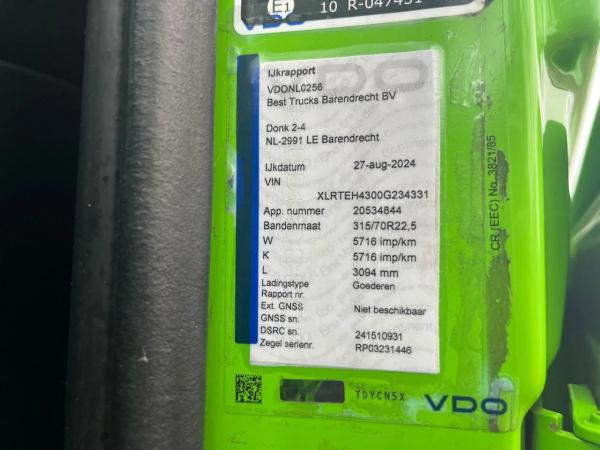 E1 10 R-047431
VDO
IJkrapport
VDONL0256
Best Trucks Barendrecht BV
Donk 2-4
NL-2991 LE Barendrecht
IJkdatum 27-aug-2024
VIN
XLRTEH4300G234331
App. nummer 20534844
Bandenmaat 315/70R22,5
W 5716 imp/km
K 5716 imp/km
L 3094 mm
Ladingstype Goederen
Rapport nr.
Ext. GNSS Niet beschikbaar
GNSS sn.
DSRC sn. 241510931
Zegel serienr. RP03231446
TDYCN5X
VDO
CR (EEC) No. 3821/85